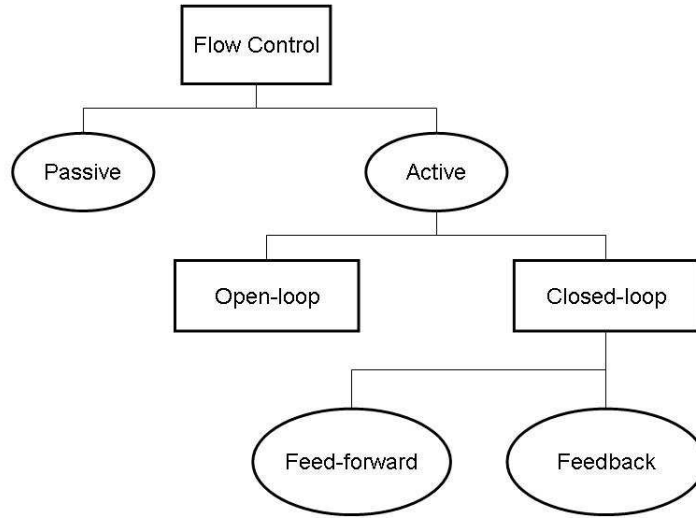 Flow Control
Passive
Active
Open-loop
Closed-loop
Feed-forward
Feedback